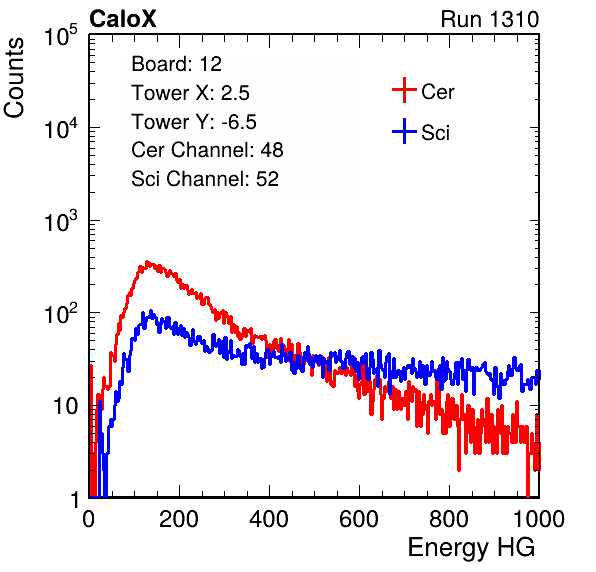 CaloX Run 1310
Counts
10^5
10^4
10^3
10^2
10
1
Board: 12
Tower X: 2.5
Tower Y: -6.5
Cer Channel: 48
Sci Channel: 52
Cer
Sci
0 200 400 600 800 1000
Energy HG